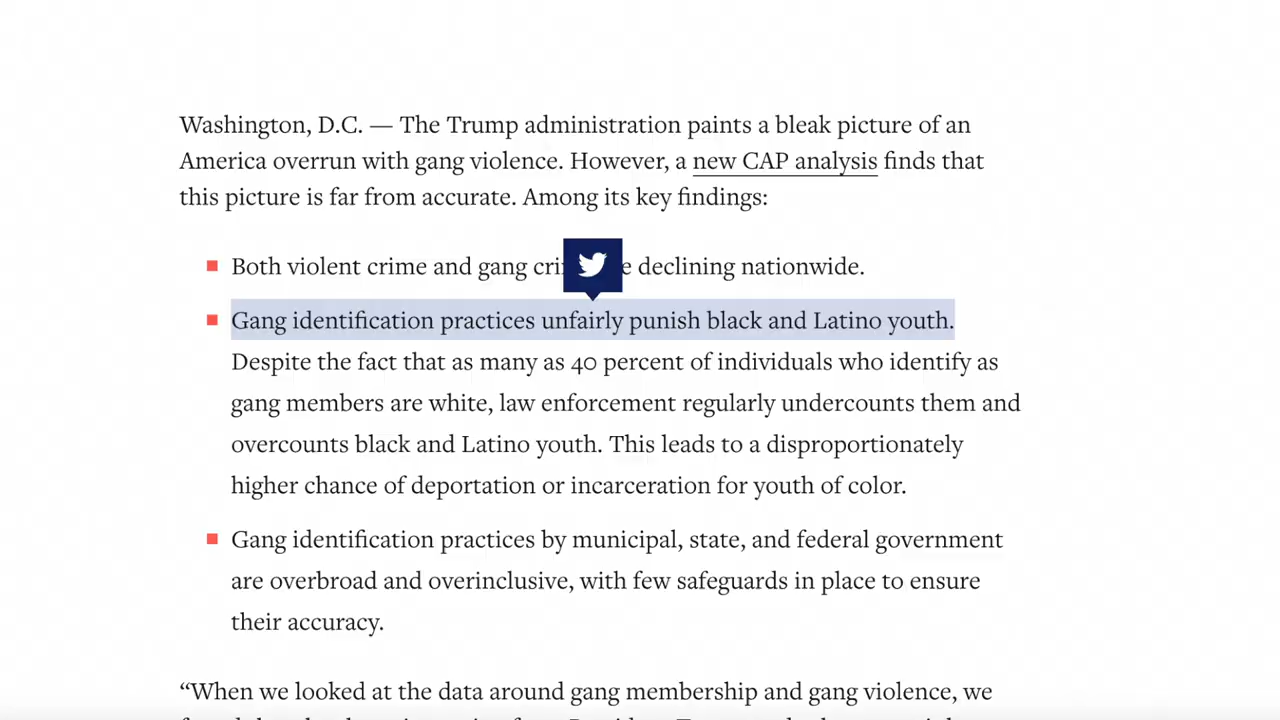 Washington, D.C. — The Trump administration paints a bleak picture of an
America overrun with gang violence. However, a new CAP analysis finds that
this picture is far from accurate. Among its key findings:
Both violent crime and gang cri e declining nationwide.
Gang identification practices unfairly punish black and Latino youth.
Despite the fact that as many as 40 percent of individuals who identify as
gang members are white, law enforcement regularly undercounts them and
overcounts black and Latino youth. This leads to a disproportionately
higher chance of deportation or incarceration for youth of color.
Gang identification practices by municipal, state, and federal government
are overbroad and overinclusive, with few safeguards in place to ensure
their accuracy.
“When we looked at the data around gang membership and gang violence, we